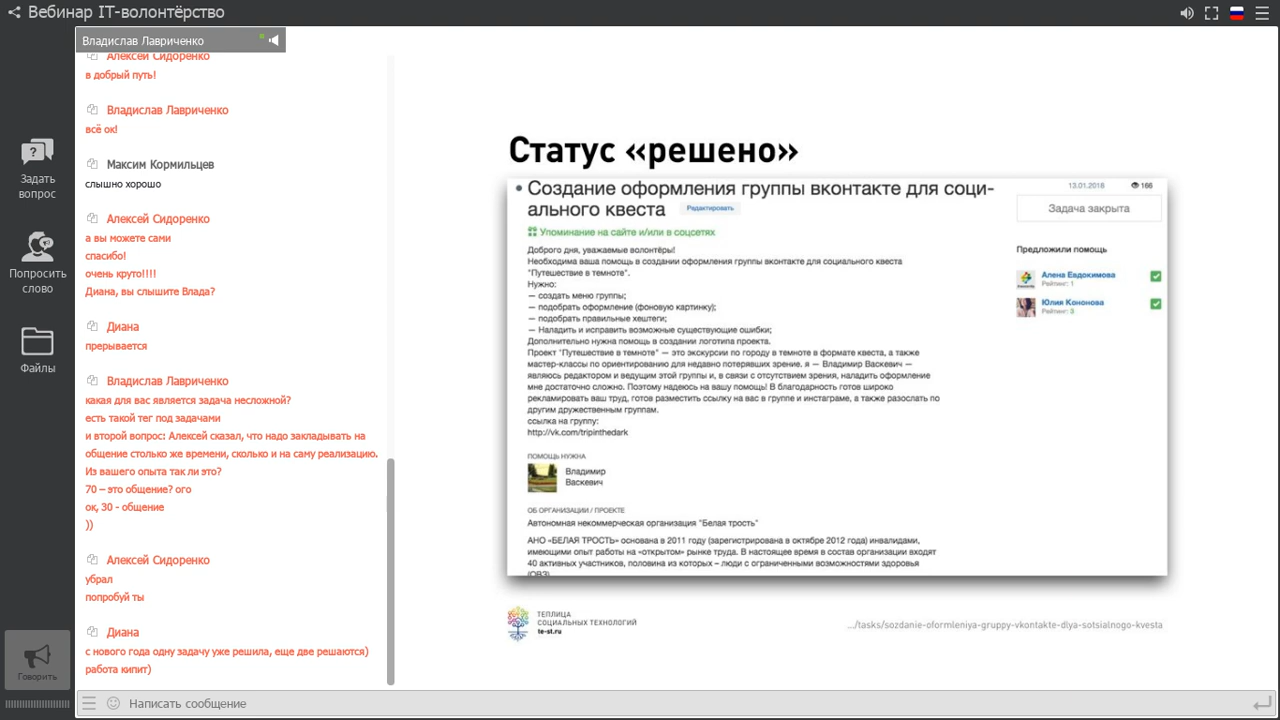 Вебинар IT-волонтер
Владислав Лавриченко
Алексей Сидоренко
в добрый путь!
Владислав Лавриченко
всё ок!
Максим Кормильцев
слышно хорошо
Алексей Сидоренко
а вы можете сами
спасибо!
очень круто!!!!
Диана, вы слышите Влада?
Диана
прерывается
Владислав Лавриченко
какая для вас является задача несложной?
есть такой тег под задачами
и второй вопрос: Алексей сказал, что надо закладывать на
общение столько же времени, сколько и на саму реализацию.
Из вашего опыта так ли это?
70 – это общение? ого
ок, 30 - общение
))
Алексей Сидоренко
убрал
попробуй ты
Диана
с нового года одну задачу уже решила, еще две решаются)
работа кипит)
Написать сообщение
Задать
вопрос
Попросить
слово
Файлы
Говорить
Статус «решено»
Создание оформления группы вконтакте для соци-
ального квеста Редактировать
Упоминание на сайте и/или в соцсетях
Доброго дня, уважаемые волонтёры!
Необходима ваша помощь в создании оформления группы вконтакте для социального квеста
"Путешествие в темноте".
Нужно:
— создать меню группы;
— подобрать оформление (фоновую картинку);
— подобрать правильные хештеги;
— Наладить и исправить возможные существующие ошибки;
Дополнительно нужна помощь в создании логотипа проекта.
Проект "Путешествие в темноте" — это экскурсии по городу в темноте в формате квеста, а также
мастер-классы по ориентированию для недавно потерявших зрение. я — Владимир Васкевич —
являюсь редактором и ведущим этой группы и, в связи с отсутствием зрения, наладить оформление
мне достаточно сложно. Поэтому надеюсь на вашу помощь! В благодарность готов широко
рекламировать ваш труд, готов разместить ссылку на вас в группе и инстаграме, а также разослать по
другим дружественным группам.
ссылка на группу:
http://vk.com/tripinthedark
ПОМОЩЬ НУЖНА
Владимир
Васкевич
ОБ ОРГАНИЗАЦИИ / ПРОЕКТЕ
Автономная некоммерческая организация "Белая трость"
АНО «БЕЛАЯ ТРОСТЬ» основана в 2011 году (зарегистрирована в октябре 2012 года) инвалидами,
имеющими опыт работы на «открытом» рынке труда. В настоящее время в состав организации входят
40 активных участников, половина из которых – люди с ограниченными возможностями здоровья
(ОВЗ)
13.01.2018 166
Задача закрыта
Предложили помощь
Алена Евдокимова
Рейтинг: 1
Юлия Кононова
Рейтинг: 3
ТЕПЛИЦА
СОЦИАЛЬНЫХ ТЕХНОЛОГИЙ
te-st.ru
.../tasks/sozdanie-oformleniya-gruppy-vkontakte-dlya-sotsialnogo-kvesta